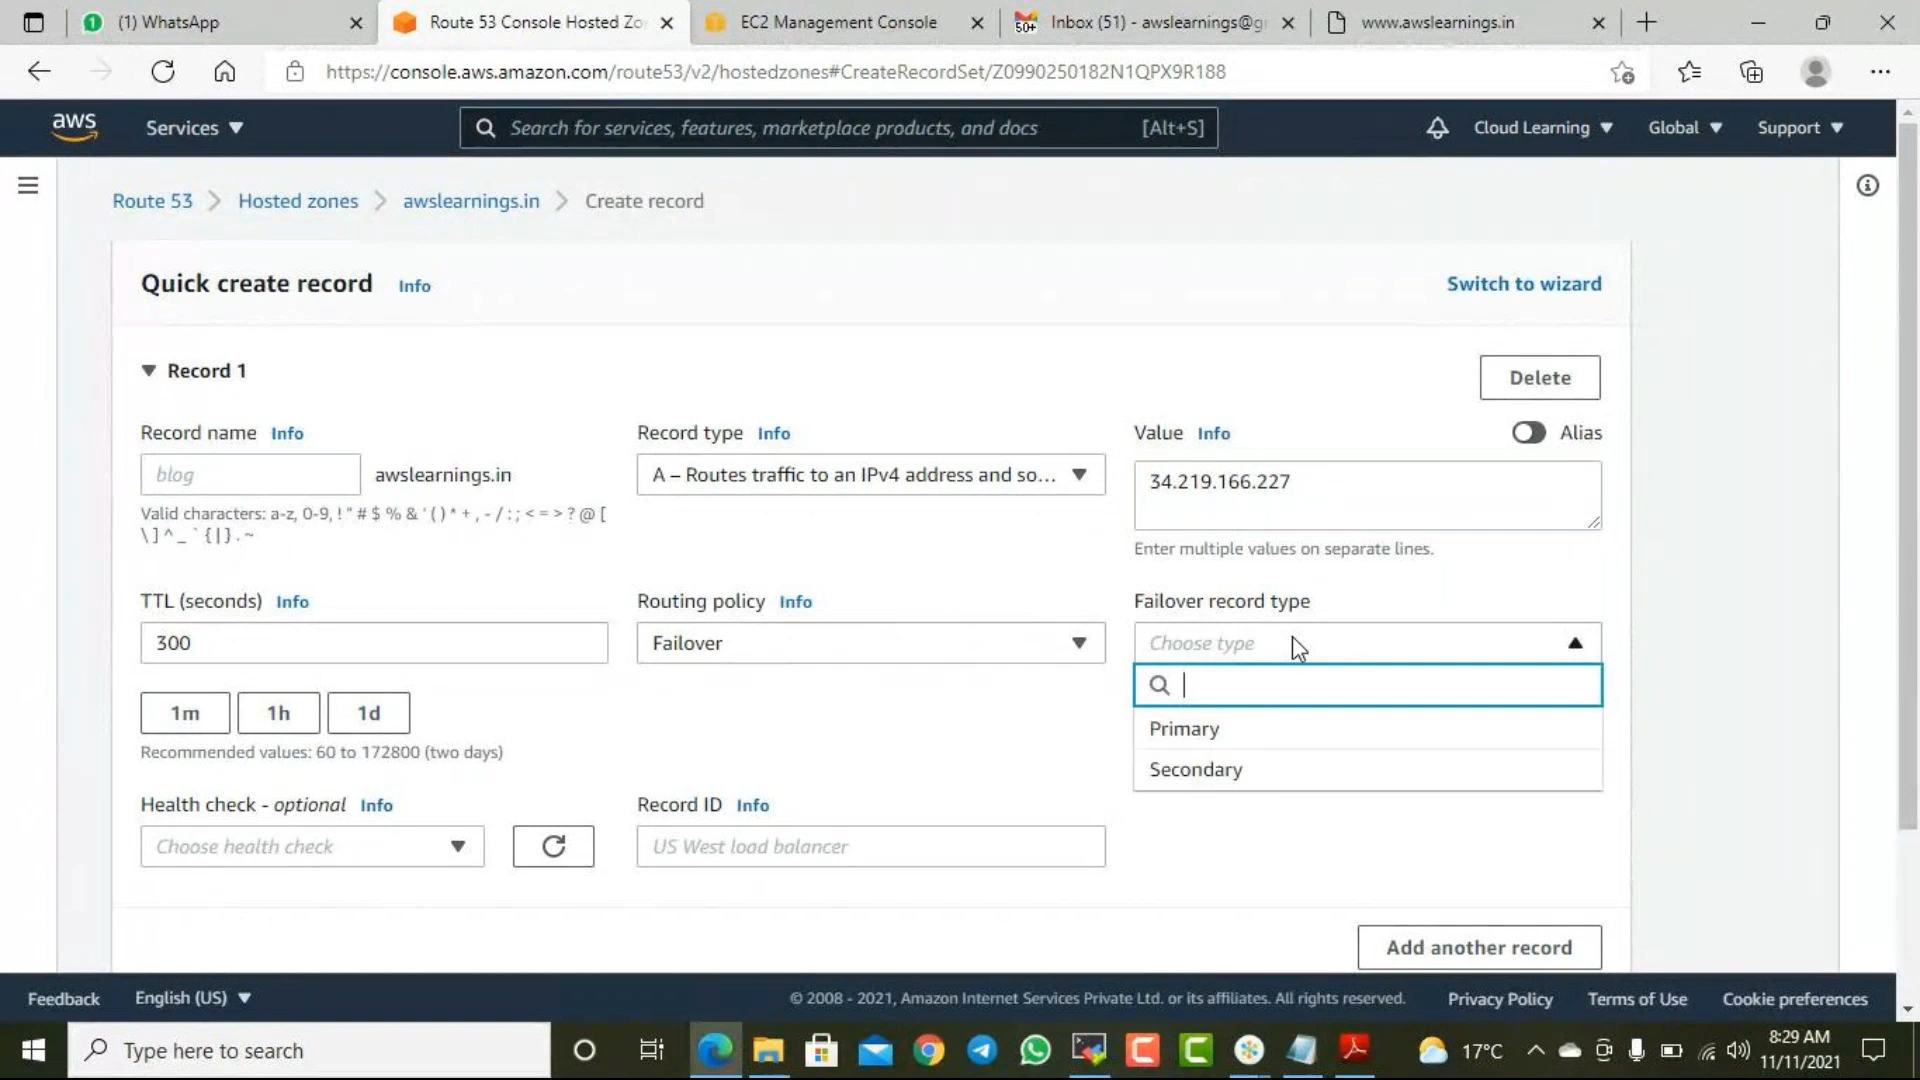 (1) WhatsApp
Route 53 Console Hosted Zo
EC2 Management Console
50+
Inbox (51) - awslearnings@g
www.awslearnings.in
https://console.aws.amazon.com/route53/v2/hostedzones#CreateRecordSet/Z0990250182N1QPX9R188
aws
Services
Search for services, features, marketplace products, and docs
[Alt+S]
Cloud Learning
Global
Support
Route 53
Hosted zones
awslearnings.in
Create record
Quick create record
Info
Switch to wizard
Record 1
Delete
Record name Info
Record type Info
Value Info
Alias
blog
awslearnings.in
A – Routes traffic to an IPv4 address and so...
34.219.166.227
Valid characters: a-z, 0-9, ! " # $ % & ' ( ) * + , - / : ; < = > ? @ [
\ ] ^ _ ` { | } . ~
Enter multiple values on separate lines.
TTL (seconds) Info
Routing policy Info
Failover record type
300
Failover
Choose type
1m
1h
1d
Primary
Recommended values: 60 to 172800 (two days)
Secondary
Health check - optional Info
Record ID Info
Choose health check
US West load balancer
Add another record
Feedback
English (US)
© 2008 - 2021, Amazon Internet Services Private Ltd. or its affiliates. All rights reserved.
Privacy Policy
Terms of Use
Cookie preferences
Type here to search
17°C
8:29 AM
11/11/2021